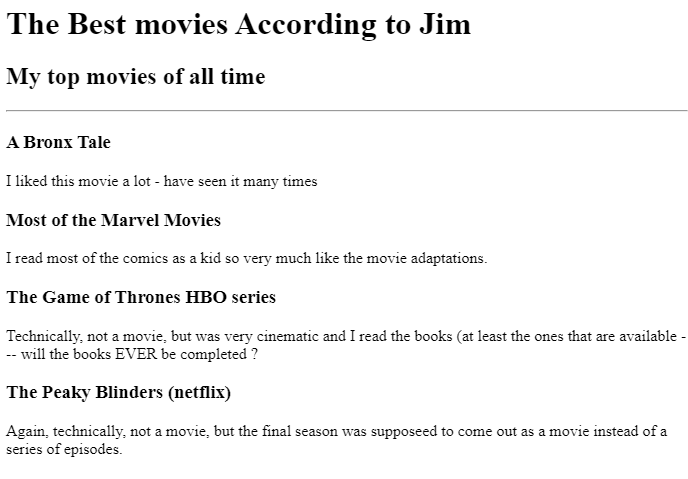 The Best movies According to Jim
My top movies of all time
A Bronx Tale
I liked this movie a lot - have seen it many times
Most of the Marvel Movies
I read most of the comics as a kid so very much like the movie adaptations.
The Game of Thrones HBO series
Technically, not a movie, but was very cinematic and I read the books (at least the ones that are available -
-- will the books EVER be completed ?
The Peaky Blinders (netflix)
Again, technically, not a movie, but the final season was supposeed to come out as a movie instead of a
series of episodes.